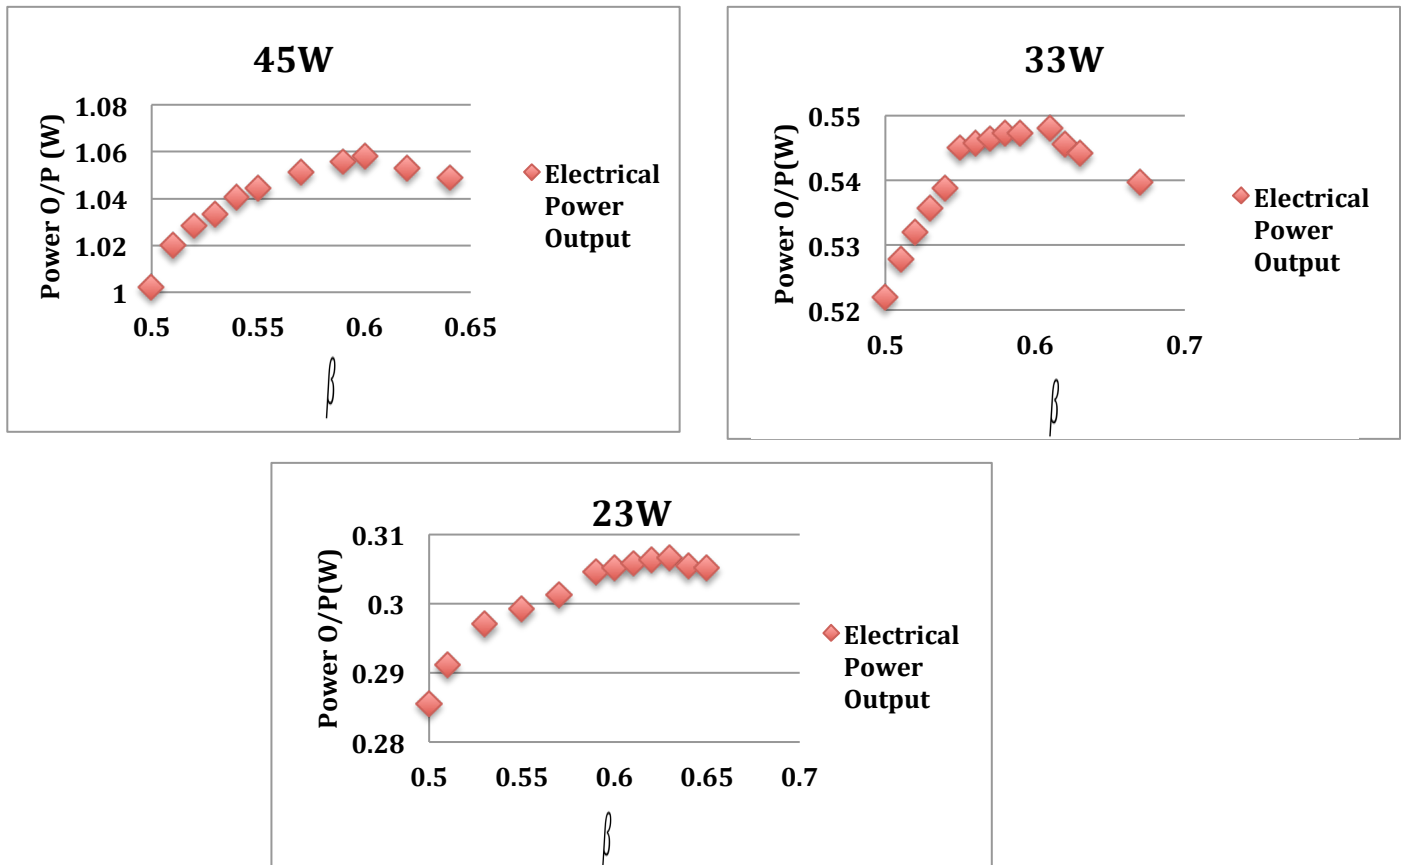 45W
Power O/P (W)
1.08
1.06
1.04
1.02
1
0.5 0.55 0.6 0.65
β
Electrical
Power
Output
33W
Power O/P(W)
0.55
0.54
0.53
0.52
0.5 0.6 0.7
β
Electrical
Power
Output
23W
Power O/P(W)
0.31
0.3
0.29
0.28
0.5 0.55 0.6 0.65 0.7
β
Electrical
Power
Output